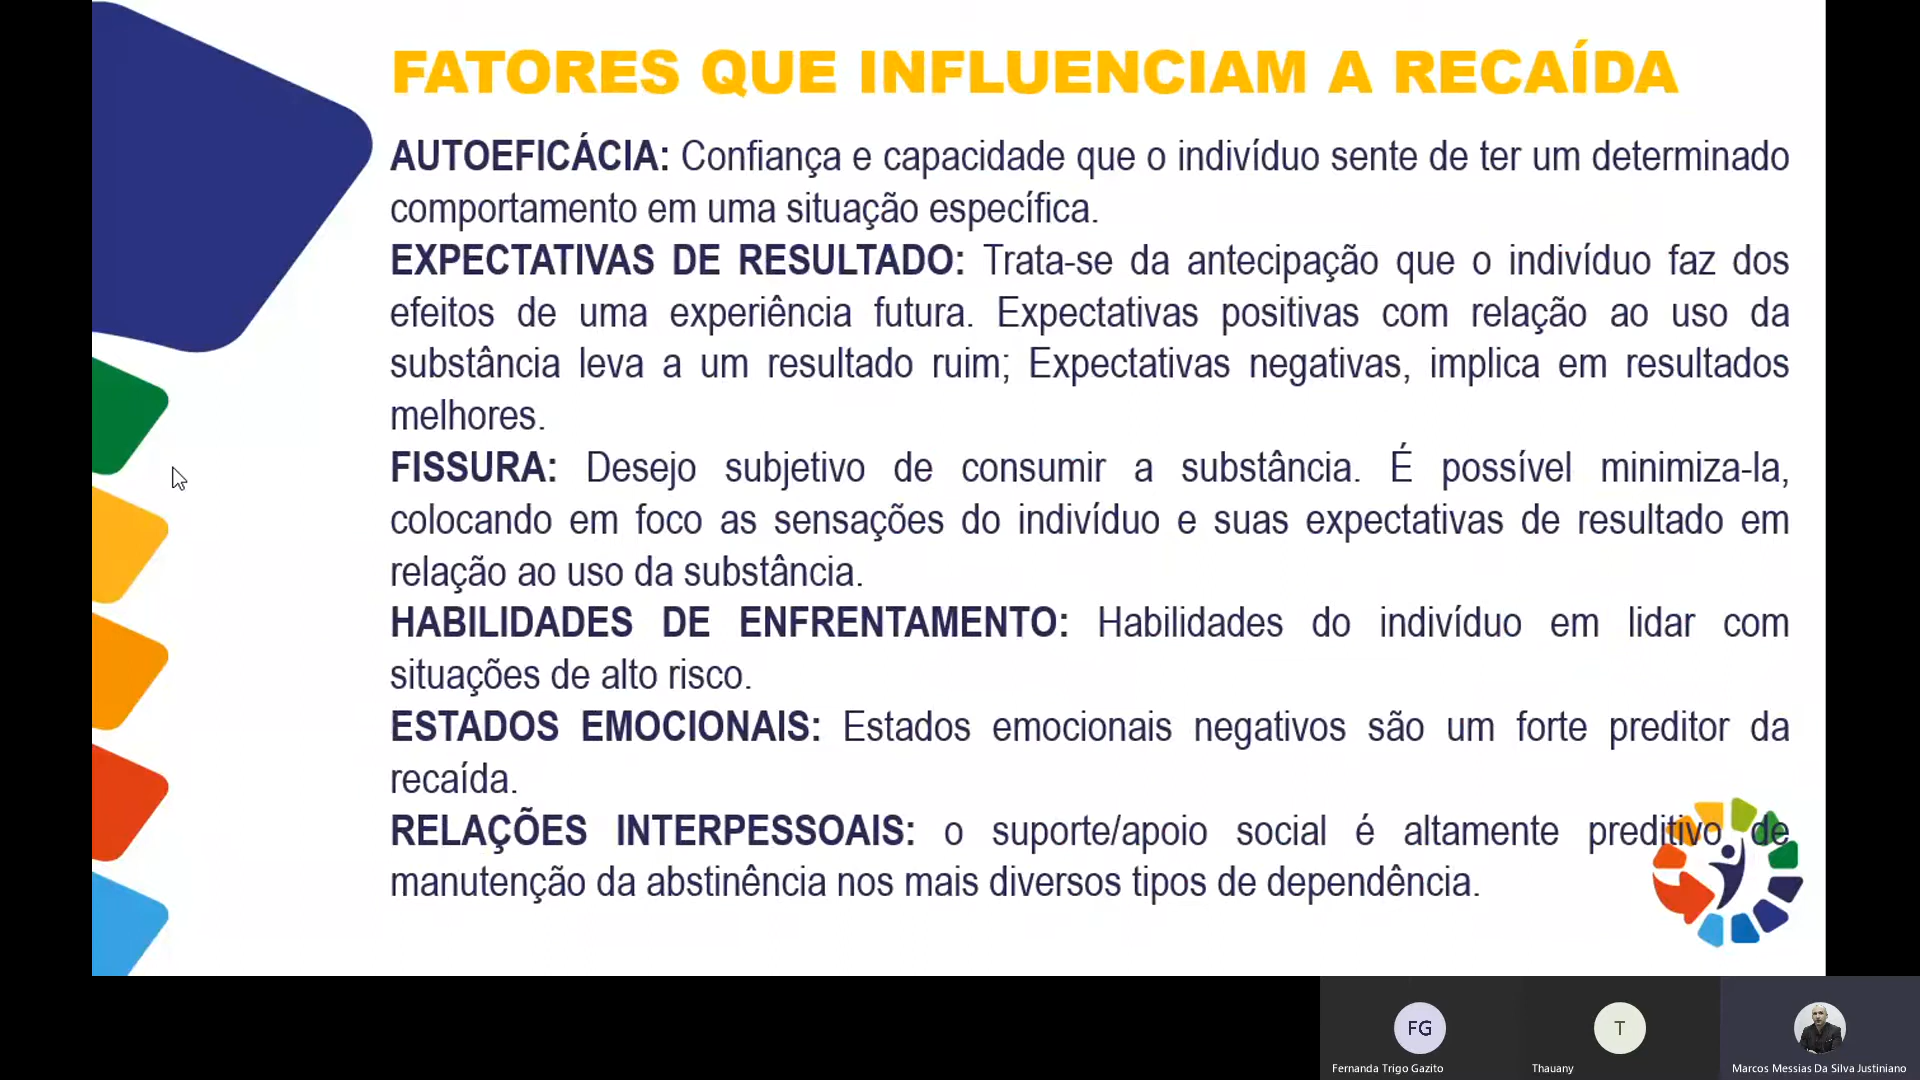 FATORES QUE INFLUENCIAM A RECAÍDA
AUTOEFICÁCIA: Confiança e capacidade que o indivíduo sente de ter um determinado
comportamento em uma situação específica.
EXPECTATIVAS DE RESULTADO: Trata-se da antecipação que o indivíduo faz dos
efeitos de uma experiência futura. Expectativas positivas com relação ao uso da
substância leva a um resultado ruim; Expectativas negativas, implica em resultados
melhores.
FISSURA: Desejo subjetivo de consumir a substância. É possível minimiza-la,
colocando em foco as sensações do indivíduo e suas expectativas de resultado em
relação ao uso da substância.
HABILIDADES DE ENFRENTAMENTO: Habilidades do indivíduo em lidar com
situações de alto risco.
ESTADOS EMOCIONAIS: Estados emocionais negativos são um forte preditor da
recaída.
RELAÇÕES INTERPESSOAIS: o suporte/apoio social é altamente preditivo de
manutenção da abstinência nos mais diversos tipos de dependência.
FG
T
Fernanda Trigo Gazito
Thauany
Marcos Messias Da Silva Justiniano